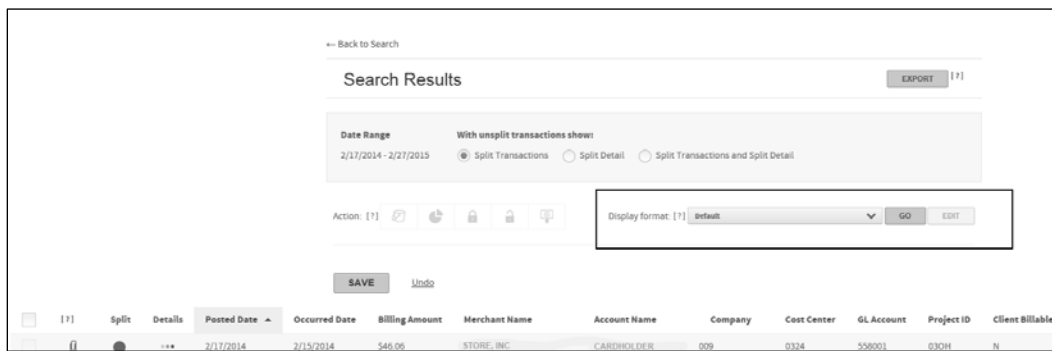 ← Back to Search
Search Results
EXPORT [?]
Date Range With unsplit transactions show:
2/17/2014 - 2/27/2015 Split Transactions Split Detail Split Transactions and Split Detail
Action: [?] Display format: [?] Default GO EDIT
SAVE Undo
[?] Split Details Posted Date ▲ Occurred Date Billing Amount Merchant Name Account Name Company Cost Center GL Account Project ID Client Billable
••• 2/17/2014 2/15/2014 $46.06 STORE, INC CARDHOLDER 009 0324 558001 03OH N